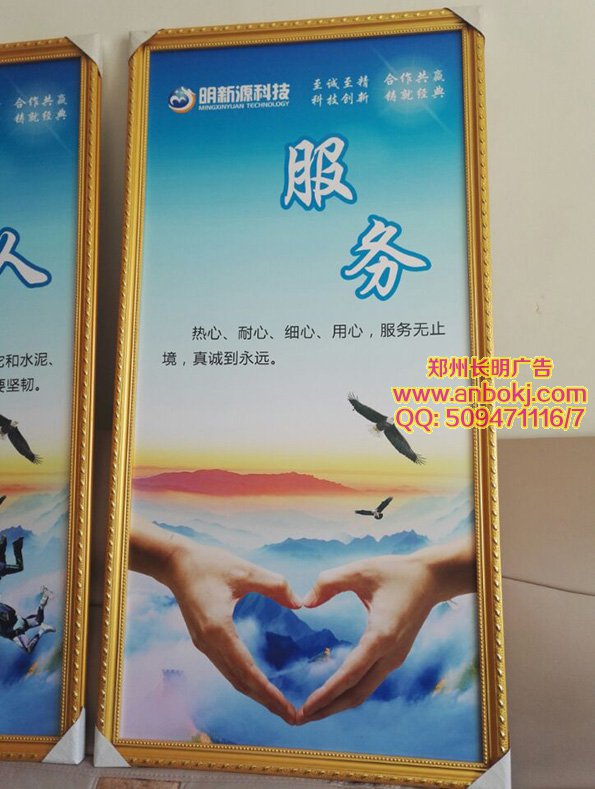 合作共赢
铸就经典
人
和水泥、
要坚韧。
明新源科技
MINGXINYUAN TECHNOLOGY
至诚至精 合作共赢
科技创新 铸就经典
服
务
热心、耐心、细心、用心，服务无止
境，真诚到永远。
郑州长明广告
www.anbokj.com
QQ: 509471116/7